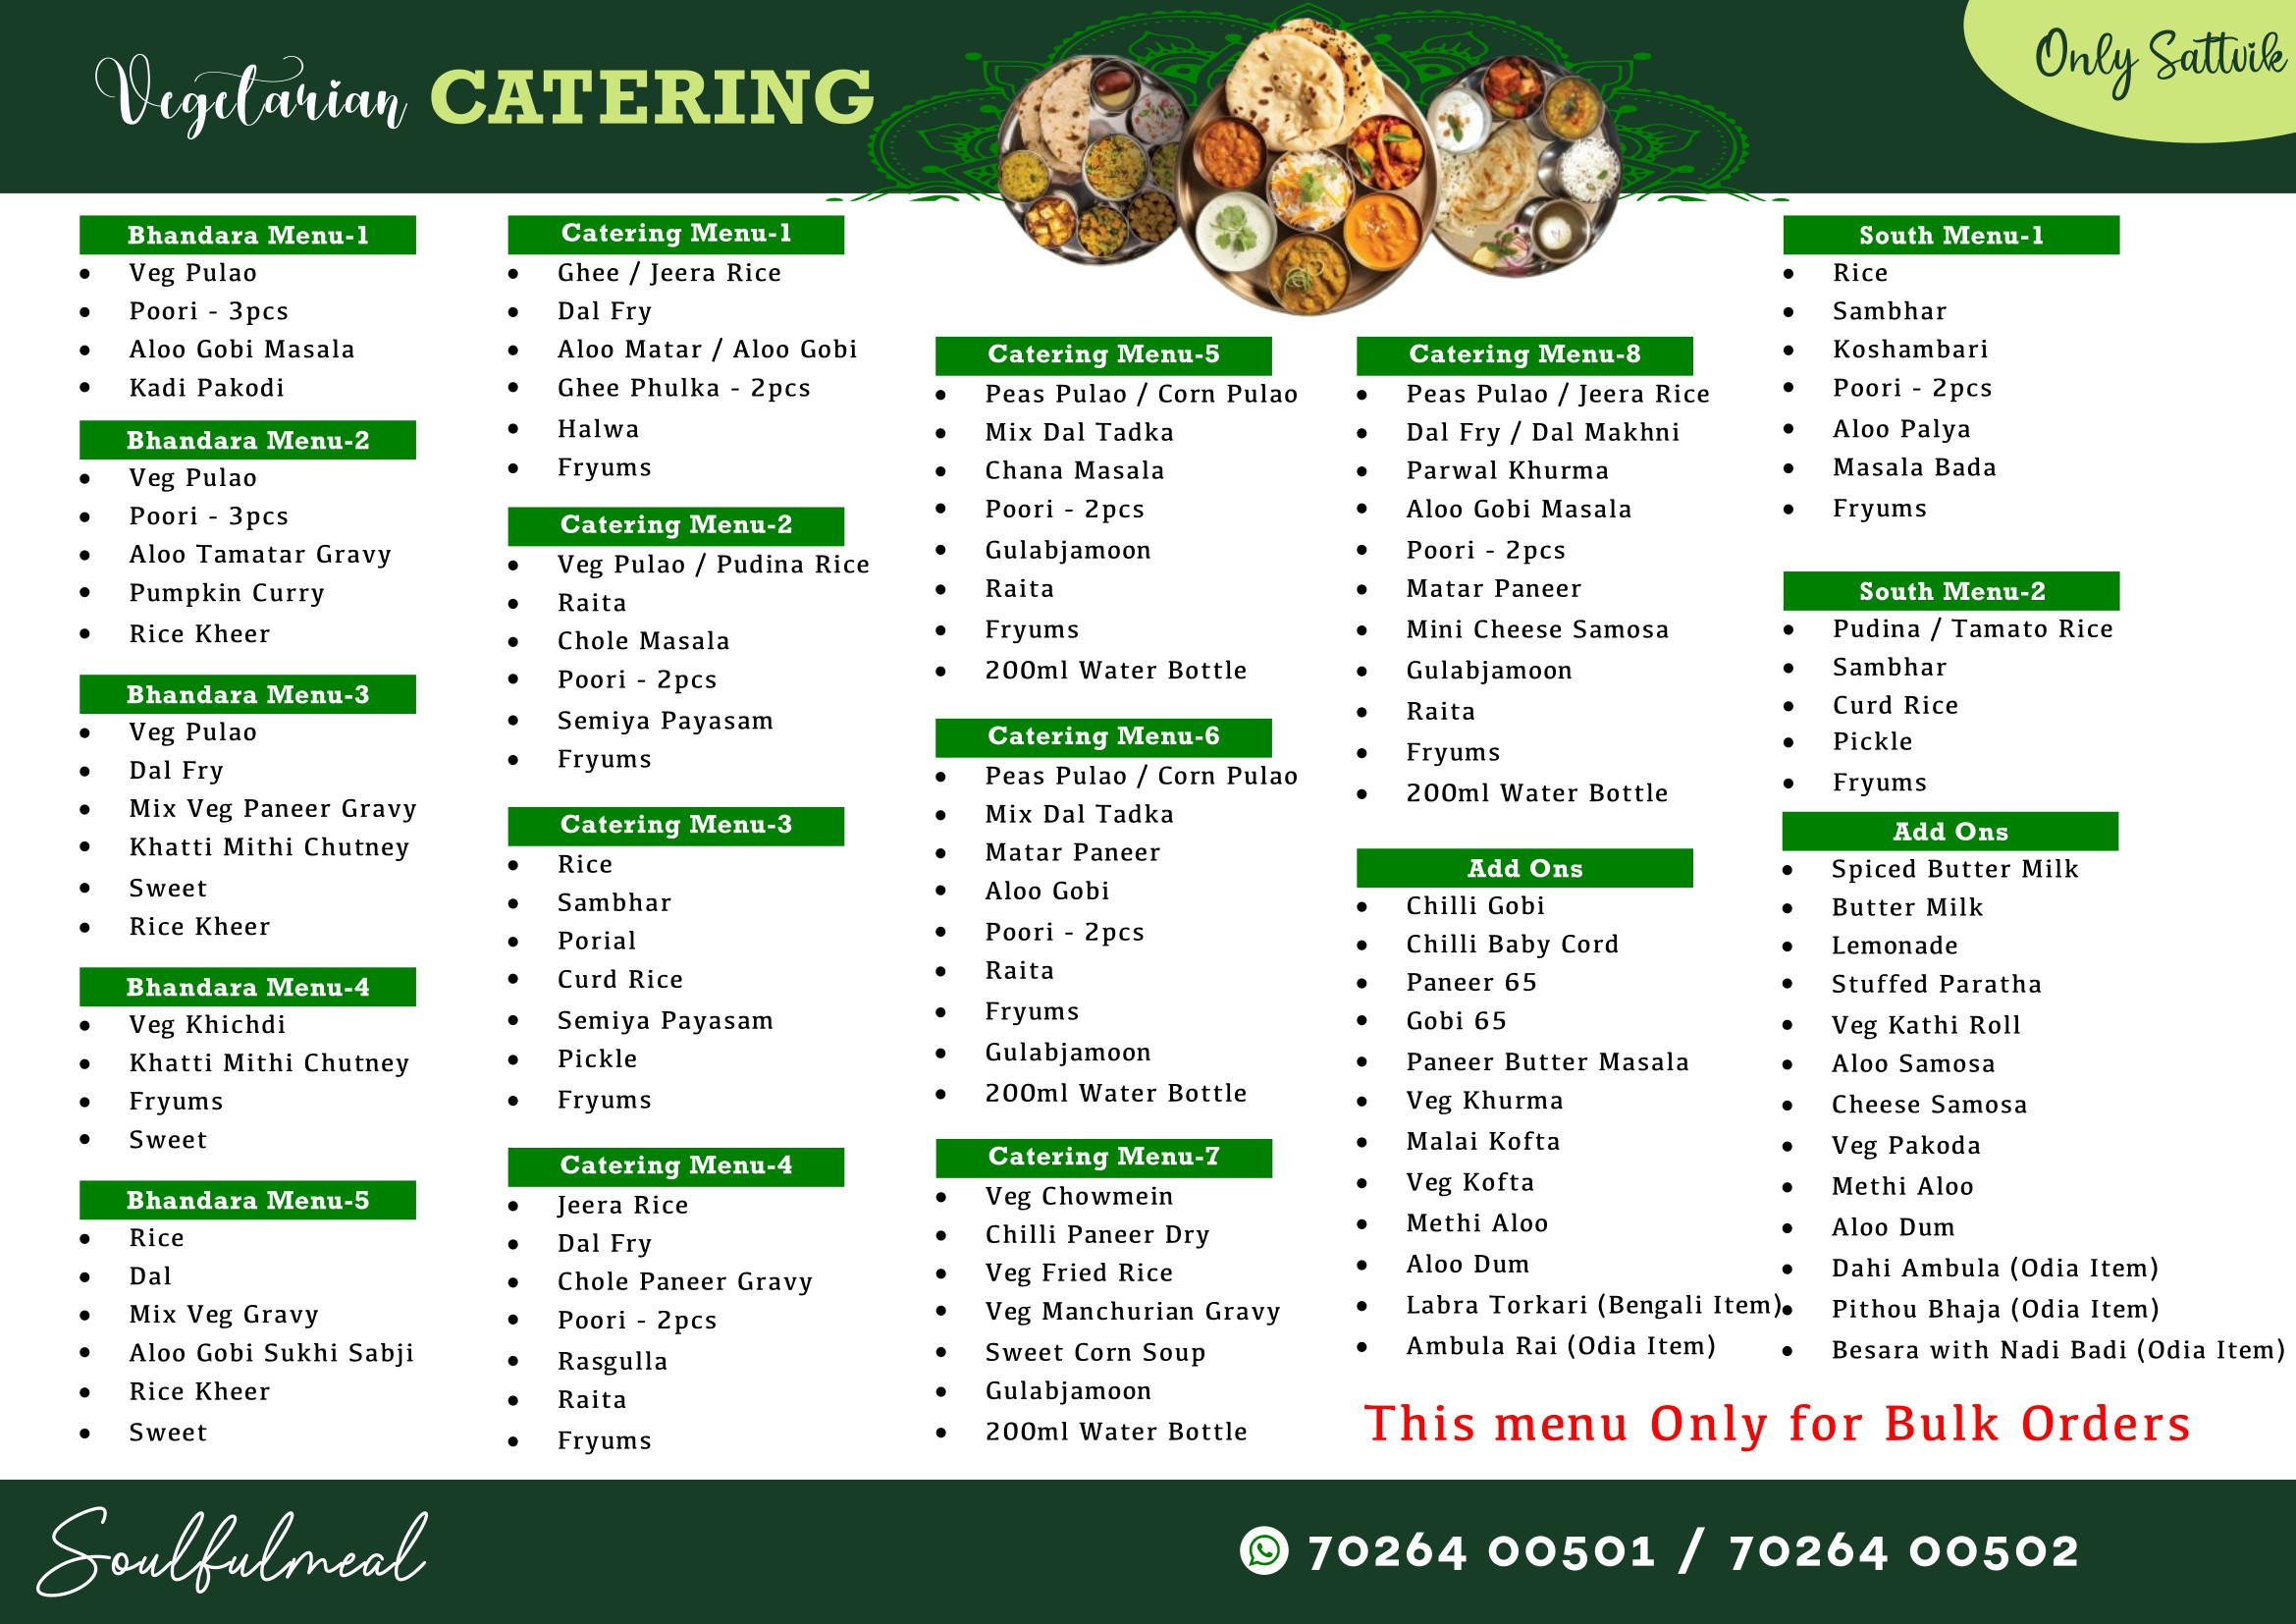 Vegetarian CATERING
Only Sattvik
Bhandara Menu-1
Veg Pulao
Poori - 3pcs
Aloo Gobi Masala
Kadi Pakodi
Bhandara Menu-2
Veg Pulao
Poori - 3pcs
Aloo Tamatar Gravy
Pumpkin Curry
Rice Kheer
Bhandara Menu-3
Veg Pulao
Dal Fry
Mix Veg Paneer Gravy
Khatti Mithi Chutney
Sweet
Rice Kheer
Bhandara Menu-4
Veg Khichdi
Khatti Mithi Chutney
Fryums
Sweet
Bhandara Menu-5
Rice
Dal
Mix Veg Gravy
Aloo Gobi Sukhi Sabji
Rice Kheer
Sweet
Catering Menu-1
Ghee / Jeera Rice
Dal Fry
Aloo Matar / Aloo Gobi
Ghee Phulka - 2pcs
Halwa
Fryums
Catering Menu-2
Veg Pulao / Pudina Rice
Raita
Chole Masala
Poori - 2pcs
Semiya Payasam
Fryums
Catering Menu-3
Rice
Sambhar
Porial
Curd Rice
Semiya Payasam
Pickle
Fryums
Catering Menu-4
Jeera Rice
Dal Fry
Chole Paneer Gravy
Poori - 2pcs
Rasgulla
Raita
Fryums
Catering Menu-5
Peas Pulao / Corn Pulao
Mix Dal Tadka
Chana Masala
Poori - 2pcs
Gulabjamoon
Raita
Fryums
200ml Water Bottle
Catering Menu-6
Peas Pulao / Corn Pulao
Mix Dal Tadka
Matar Paneer
Aloo Gobi
Poori - 2pcs
Raita
Fryums
Gulabjamoon
200ml Water Bottle
Catering Menu-7
Veg Chowmein
Chilli Paneer Dry
Veg Fried Rice
Veg Manchurian Gravy
Sweet Corn Soup
Gulabjamoon
200ml Water Bottle
Catering Menu-8
Peas Pulao / Jeera Rice
Dal Fry / Dal Makhni
Parwal Khurma
Aloo Gobi Masala
Poori - 2pcs
Matar Paneer
Mini Cheese Samosa
Gulabjamoon
Raita
Fryums
200ml Water Bottle
Add Ons
Chilli Gobi
Chilli Baby Cord
Paneer 65
Gobi 65
Paneer Butter Masala
Veg Khurma
Malai Kofta
Veg Kofta
Methi Aloo
Aloo Dum
Labra Torkari (Bengali Item)
Ambula Rai (Odia Item)
South Menu-1
Rice
Sambhar
Koshambari
Poori - 2pcs
Aloo Palya
Masala Bada
Fryums
South Menu-2
Pudina / Tamato Rice
Sambhar
Curd Rice
Pickle
Fryums
Add Ons
Spiced Butter Milk
Butter Milk
Lemonade
Stuffed Paratha
Veg Kathi Roll
Aloo Samosa
Cheese Samosa
Veg Pakoda
Methi Aloo
Aloo Dum
Dahi Ambula (Odia Item)
Pithou Bhaja (Odia Item)
Besara with Nadi Badi (Odia Item)
This menu Only for Bulk Orders
Soulfulmeal
70264 00501 / 70264 00502